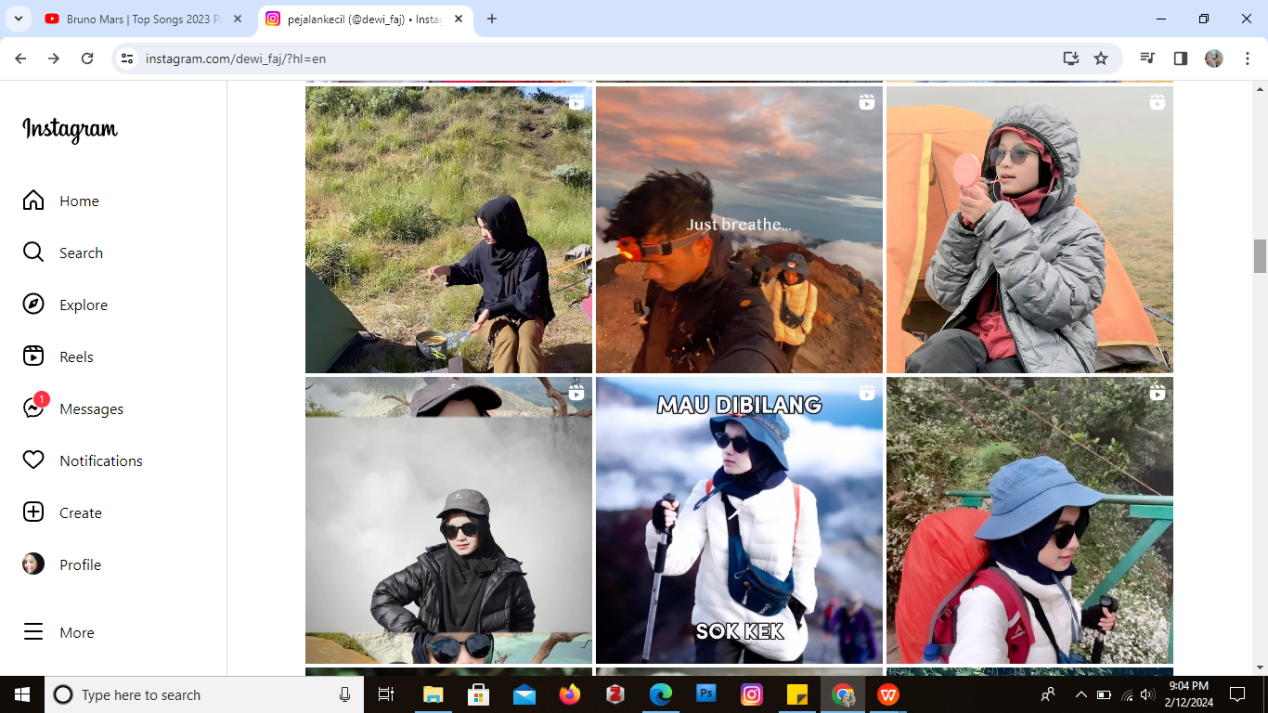 Bruno Mars | Top Songs 2023 P
pejalankecil (@dewi_faj) • Insta
instagram.com/dewi_faj/?hl=en
Instagram
Home
Search
Explore
Reels
1
Messages
Notifications
Create
Profile
More
Just breathe...
MAU DIBILANG
SOK KEK
Type here to search
Ps
W
9:04 PM
2/12/2024